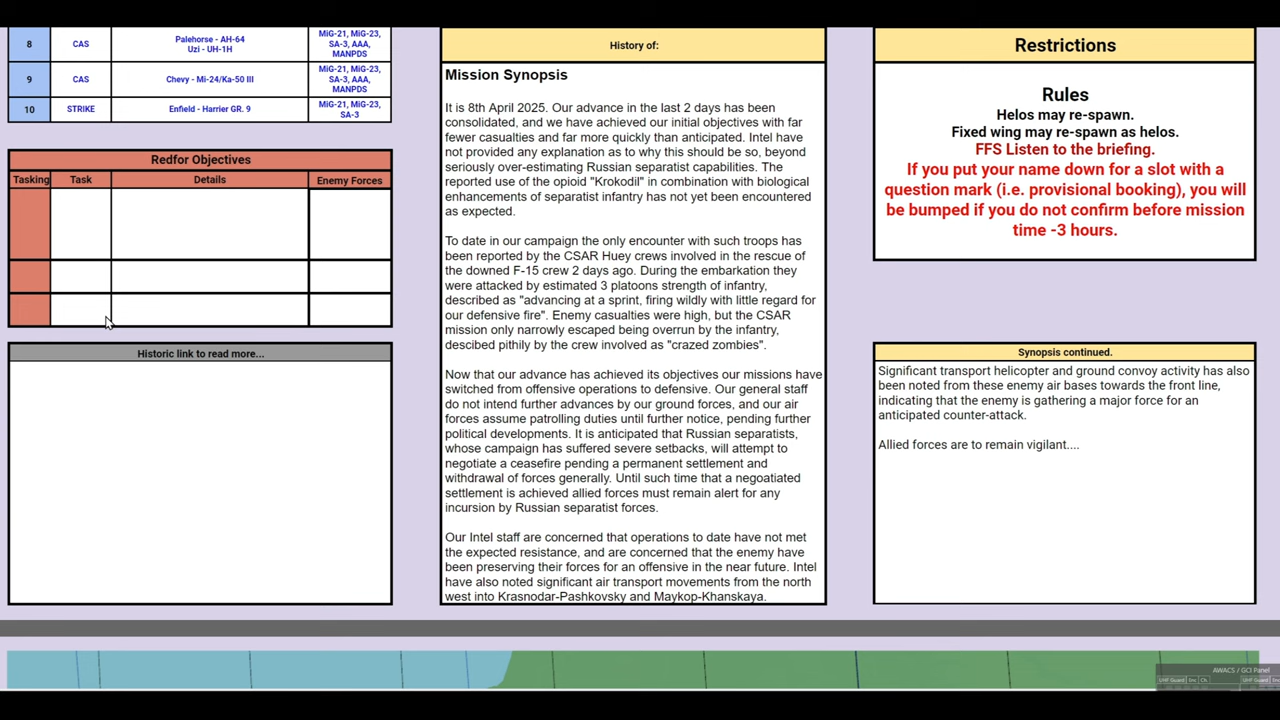 8
CAS
Palehorse - AH-64
Uzi - UH-1H
MiG-21, MiG-23,
SA-3, AAA,
MANPDS
9
CAS
Chevy - Mi-24/Ka-50 III
MiG-21, MiG-23,
SA-3, AAA,
MANPDS
10
STRIKE
Enfield - Harrier GR. 9
MiG-21, MiG-23,
SA-3
Redfor Objectives
Tasking
Task
Details
Enemy Forces
Historic link to read more...
History of:
Mission Synopsis
It is 8th April 2025. Our advance in the last 2 days has been
consolidated, and we have achieved our initial objectives with far
fewer casualties and far more quickly than anticipated. Intel have
not provided any explanation as to why this should be so, beyond
seriously over-estimating Russian separatist capabilities. The
reported use of the opioid "Krokodil" in combination with biological
enhancements of separatist infantry has not yet been encountered
as expected.
To date in our campaign the only encounter with such troops has
been reported by the CSAR Huey crews involved in the rescue of
the downed F-15 crew 2 days ago. During the embarkation they
were attacked by estimated 3 platoons strength of infantry,
described as "advancing at a sprint, firing wildly with little regard for
our defensive fire". Enemy casualties were high, but the CSAR
mission only narrowly escaped being overrun by the infantry,
descibed pithily by the crew involved as "crazed zombies".
Now that our advance has achieved its objectives our missions have
switched from offensive operations to defensive. Our general staff
do not intend further advances by our ground forces, and our air
forces assume patrolling duties until further notice, pending further
political developments. It is anticipated that Russian separatists,
whose campaign has suffered severe setbacks, will attempt to
negotiate a ceasefire pending a permanent settlement and
withdrawal of forces generally. Until such time that a negoatiated
settlement is achieved allied forces must remain alert for any
incursion by Russian separatist forces.
Our Intel staff are concerned that operations to date have not met
the expected resistance, and are concerned that the enemy have
been preserving their forces for an offensive in the near future. Intel
have also noted significant air transport movements from the north
west into Krasnodar-Pashkovsky and Maykop-Khanskaya.
Restrictions
Rules
Helos may re-spawn.
Fixed wing may re-spawn as helos.
FFS Listen to the briefing.
If you put your name down for a slot with a
question mark (i.e. provisional booking), you will
be bumped if you do not confirm before mission
time -3 hours.
Synopsis continued.
Significant transport helicopter and ground convoy activity has also
been noted from these enemy air bases towards the front line,
indicating that the enemy is gathering a major force for an
anticipated counter-attack.
Allied forces are to remain vigilant....
AWACS / GCI Panel
UHF Guard Enc Ch. UHF Guard Enc